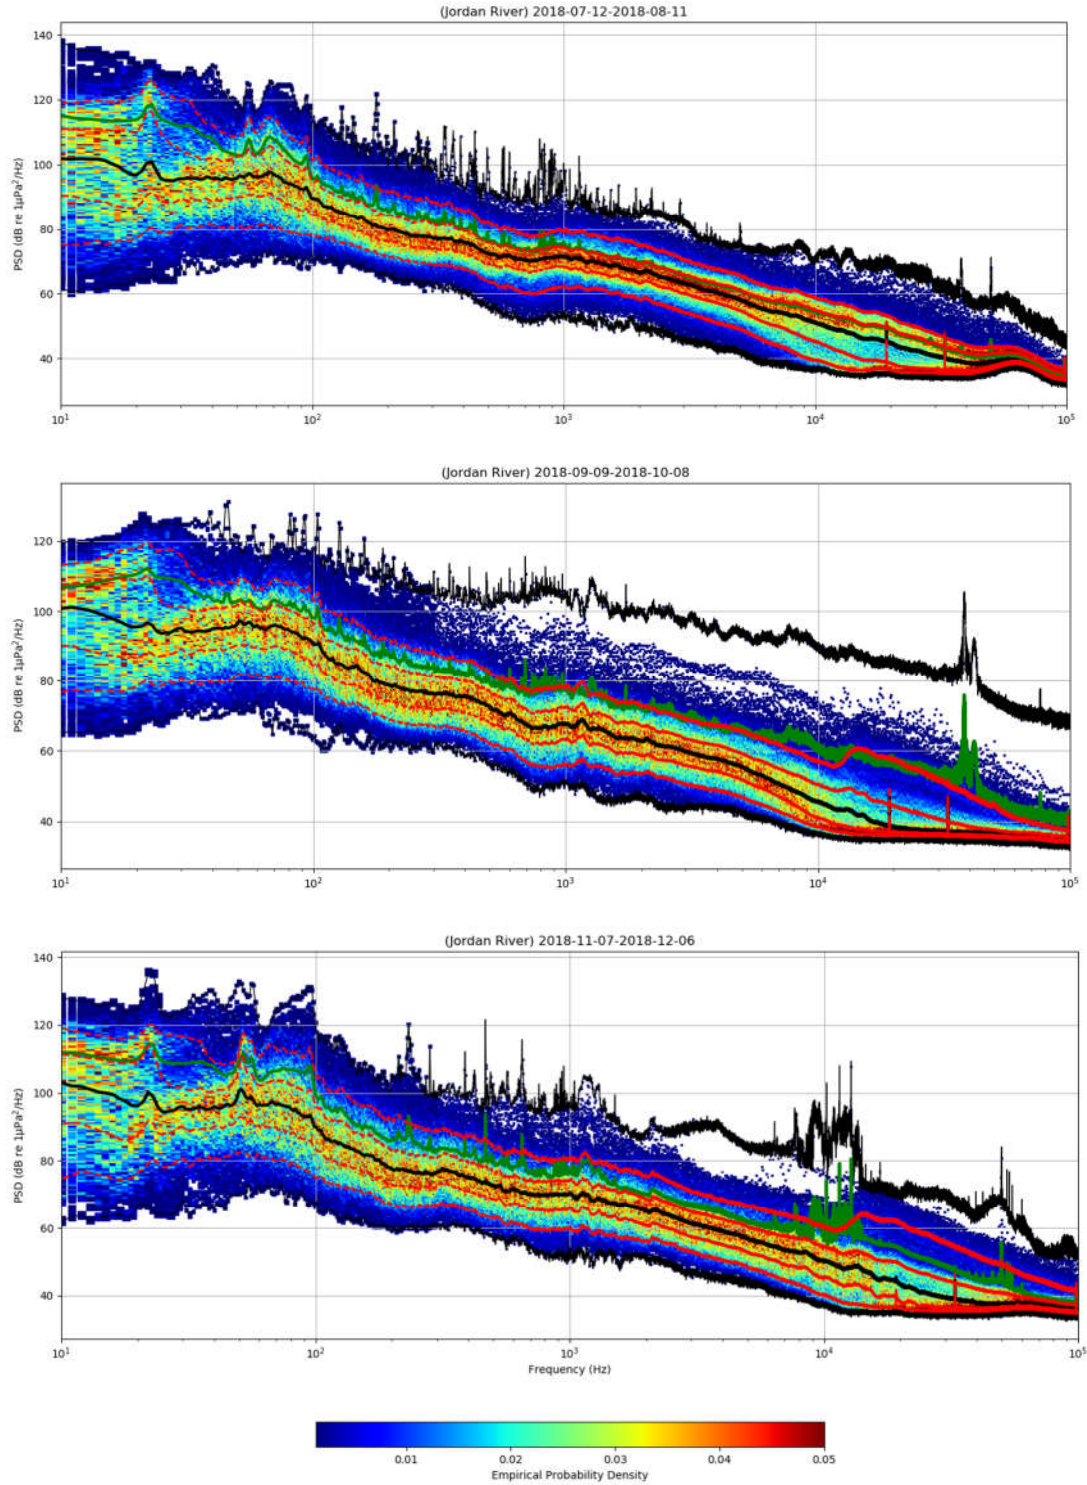 (Jordan River) 2018-07-12-2018-08-11
140
120
100
80
60
40
PSD (dB re 1μPa²/Hz)
10¹ 10² 10³ 10⁴ 10⁵
(Jordan River) 2018-09-09-2018-10-08
120
100
80
60
40
PSD (dB re 1μPa²/Hz)
10¹ 10² 10³ 10⁴ 10⁵
(Jordan River) 2018-11-07-2018-12-06
140
120
100
80
60
40
PSD (dB re 1μPa²/Hz)
10¹ 10² 10³ 10⁴ 10⁵
Frequency (Hz)
0.01 0.02 0.03 0.04 0.05
Empirical Probability Density